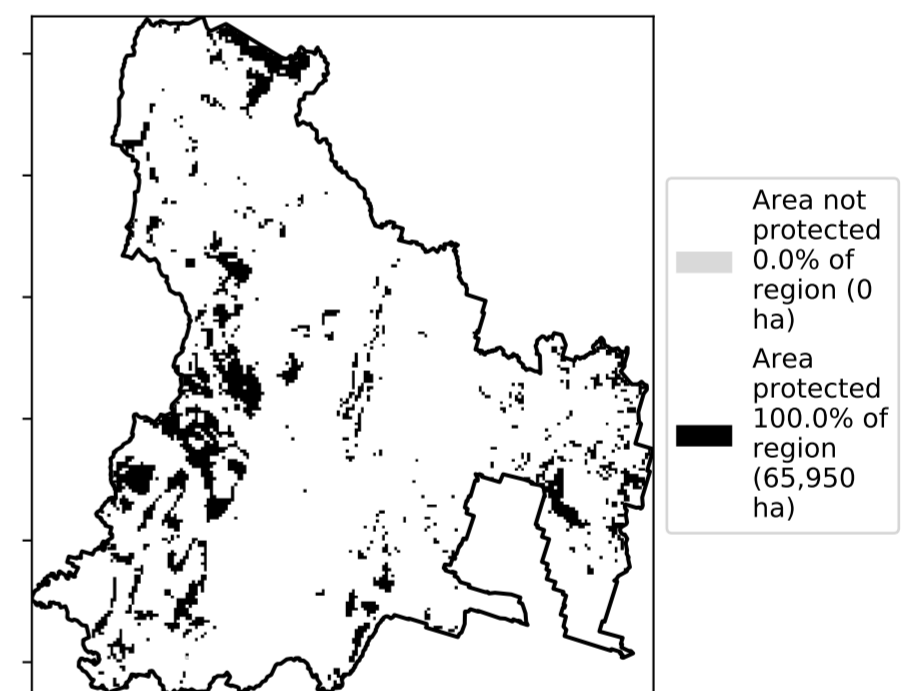 Area not
protected
0.0% of
region (0
ha)
Area
protected
100.0% of
region
(65,950
ha)